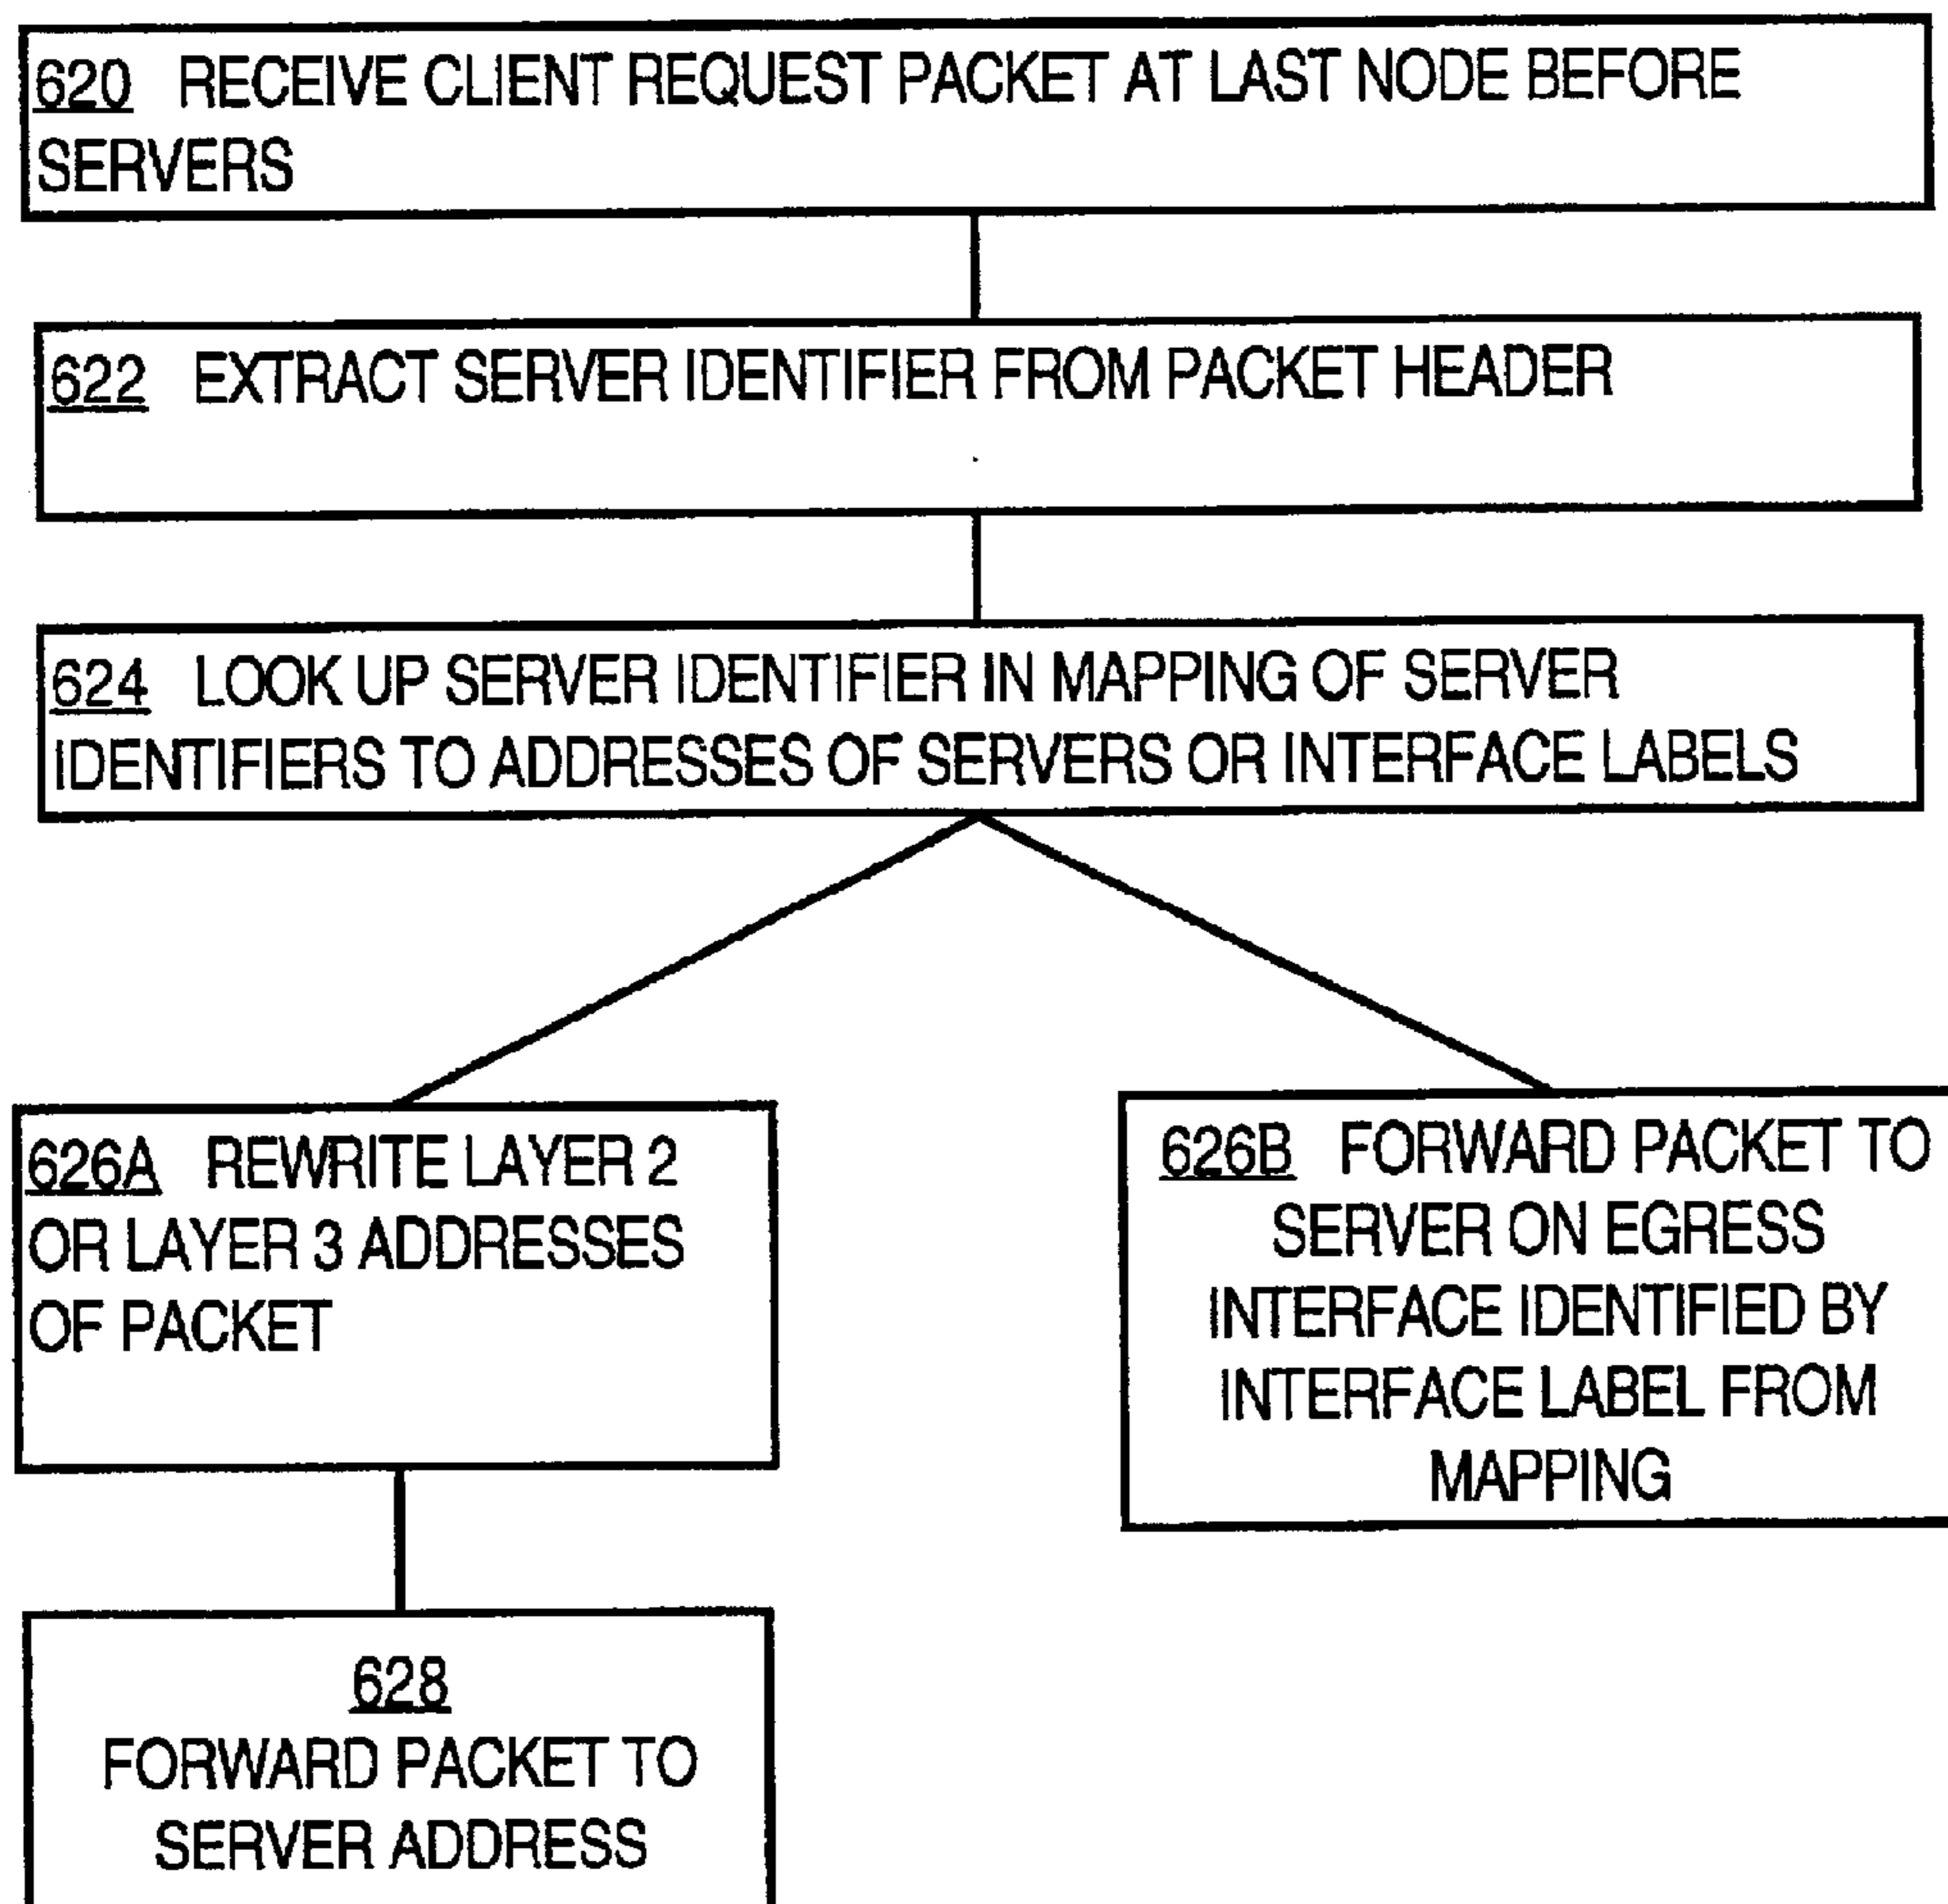 620 RECEIVE CLIENT REQUEST PACKET AT LAST NODE BEFORE
SERVERS
622 EXTRACT SERVER IDENTIFIER FROM PACKET HEADER
624 LOOK UP SERVER IDENTIFIER IN MAPPING OF SERVER
IDENTIFIERS TO ADDRESSES OF SERVERS OR INTERFACE LABELS
626A REWRITE LAYER 2
OR LAYER 3 ADDRESSES
OF PACKET
626B FORWARD PACKET TO
SERVER ON EGRESS
INTERFACE IDENTIFIED BY
INTERFACE LABEL FROM
MAPPING
628
FORWARD PACKET TO
SERVER ADDRESS